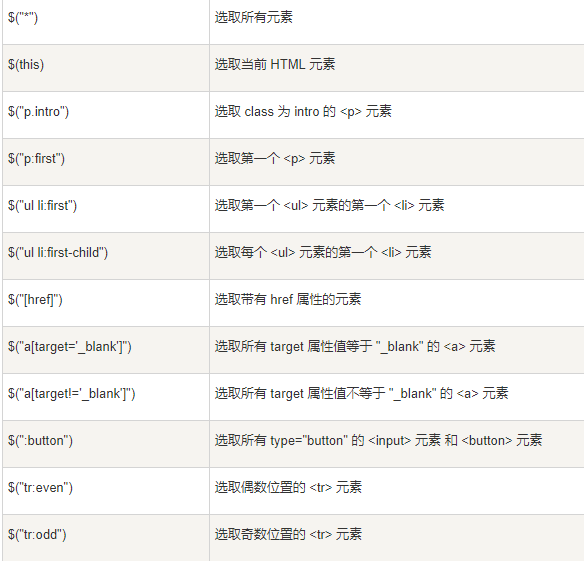 $("*") 选取所有元素
$(this) 选取当前 HTML 元素
$("p.intro") 选取 class 为 intro 的 <p> 元素
$("p:first") 选取第一个 <p> 元素
$("ul li:first") 选取第一个 <ul> 元素的第一个 <li> 元素
$("ul li:first-child") 选取每个 <ul> 元素的第一个 <li> 元素
$("[href]") 选取带有 href 属性的元素
$("a[target='_blank']") 选取所有 target 属性值等于 "_blank" 的 <a> 元素
$("a[target!='_blank']") 选取所有 target 属性值不等于 "_blank" 的 <a> 元素
$(":button") 选取所有 type="button" 的 <input> 元素 和 <button> 元素
$("tr:even") 选取偶数位置的 <tr> 元素
$("tr:odd") 选取奇数位置的 <tr> 元素